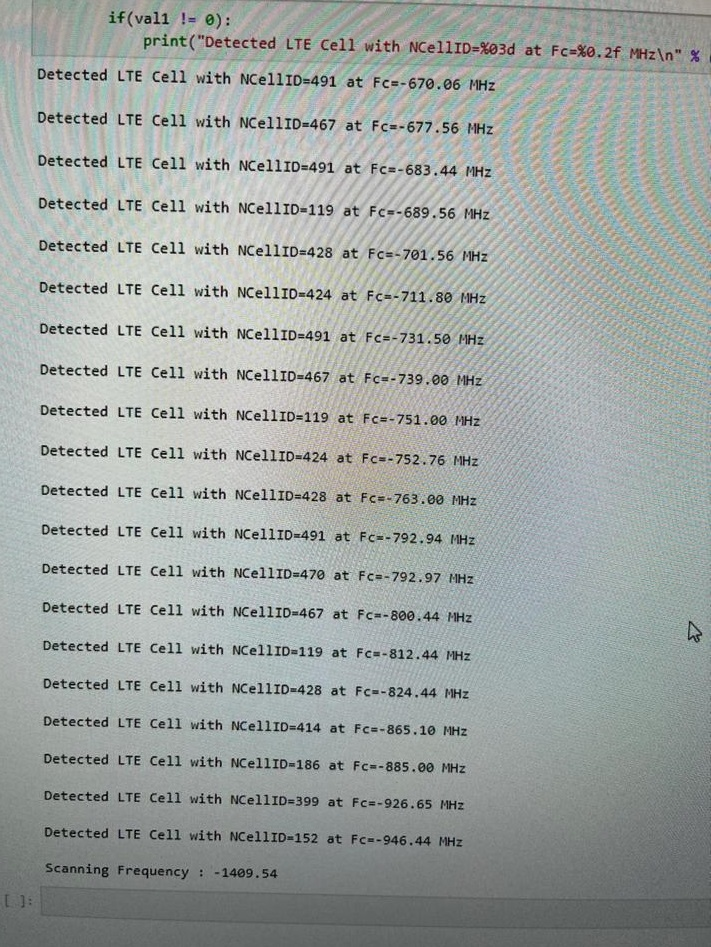 if(val1 != 0):
print("Detected LTE Cell with NCellID=%03d at Fc=%0.2f MHz\n" %
Detected LTE Cell with NCellID=491 at Fc=-670.06 MHz
Detected LTE Cell with NCellID=467 at Fc=-677.56 MHz
Detected LTE Cell with NCellID=491 at Fc=-683.44 MHz
Detected LTE Cell with NCellID=119 at Fc=-689.56 MHz
Detected LTE Cell with NCellID=428 at Fc=-701.56 MHz
Detected LTE Cell with NCellID=424 at Fc=-711.80 MHz
Detected LTE Cell with NCellID=491 at Fc=-731.50 MHz
Detected LTE Cell with NCellID=467 at Fc=-739.00 MHz
Detected LTE Cell with NCellID=119 at Fc=-751.00 MHz
Detected LTE Cell with NCellID=424 at Fc=-752.76 MHz
Detected LTE Cell with NCellID=428 at Fc=-763.00 MHz
Detected LTE Cell with NCellID=491 at Fc=-792.94 MHz
Detected LTE Cell with NCellID=470 at Fc=-792.97 MHz
Detected LTE Cell with NCellID=467 at Fc=-800.44 MHz
Detected LTE Cell with NCellID=119 at Fc=-812.44 MHz
Detected LTE Cell with NCellID=428 at Fc=-824.44 MHz
Detected LTE Cell with NCellID=414 at Fc=-865.10 MHz
Detected LTE Cell with NCellID=186 at Fc=-885.00 MHz
Detected LTE Cell with NCellID=399 at Fc=-926.65 MHz
Detected LTE Cell with NCellID=152 at Fc=-946.44 MHz
Scanning Frequency : -1409.54
[ ]: